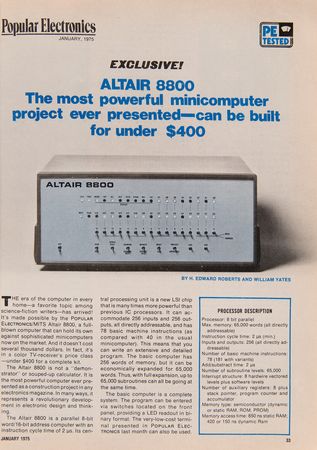 Popular Electronics
JANUARY, 1975
PE
TESTED
EXCLUSIVE!
ALTAIR 8800
The most powerful minicomputer
project ever presented—can be built
for under $400
ALTAIR 8800
BY H. EDWARD ROBERTS AND WILLIAM YATES
THE era of the computer in every
home—a favorite topic among
science-fiction writers—has arrived!
It's made possible by the POPULAR
ELECTRONICS/MITS Altair 8800, a full-
blown computer that can hold its own
against sophisticated minicomputers
now on the market. And it doesn't cost
several thousand dollars. In fact, it's
in a color TV-receiver's price class
—under $400 for a complete kit.
The Altair 8800 is not a "demon-
strator" or souped-up calculator. It is
the most powerful computer ever pre-
sented as a construction project in any
electronics magazine. In many ways, it
represents a revolutionary develop-
ment in electronic design and think-
ing.
The Altair 8800 is a parallel 8-bit
word/16-bit address computer with an
instruction cycle time of 2 µs. Its cen-
tral processing unit is a new LSI chip
that is many times more powerful than
previous IC processors. It can ac-
commodate 256 inputs and 256 out-
puts, all directly addressable, and has
78 basic machine instructions (as
compared with 40 in the usual
minicomputer). This means that you
can write an extensive and detailed
program. The basic computer has
256 words of memory, but it can be
economically expanded for 65,000
words. Thus, with full expansion, up to
65,000 subroutines can all be going at
the same time.
The basic computer is a complete
system. The program can be entered
via switches located on the front
panel, providing a LED readout in bi-
nary format. The very-low-cost termi-
nal presented in POPULAR ELEC-
TRONICS last month can also be used.
PROCESSOR DESCRIPTION
Processor: 8 bit parallel
Max. memory: 65,000 words (all directly
addressable)
Instruction cycle time: 2 µs (min.)
Inputs and outputs: 256 (all directly ad-
dressable)
Number of basic machine instructions:
78 (181 with variants)
Add/subtract time: 2 µs
Number of subroutine levels: 65,000
Interrupt structure: 8 hardwire vectored
levels plus software levels
Number of auxiliary registers: 8 plus
stack pointer, program counter and
accumulator
Memory type: semiconductor (dynamic
or static RAM, ROM, PROM)
Memory access time: 850 ns static RAM;
420 or 150 ns dynamic Ram
JANUARY 1975
33